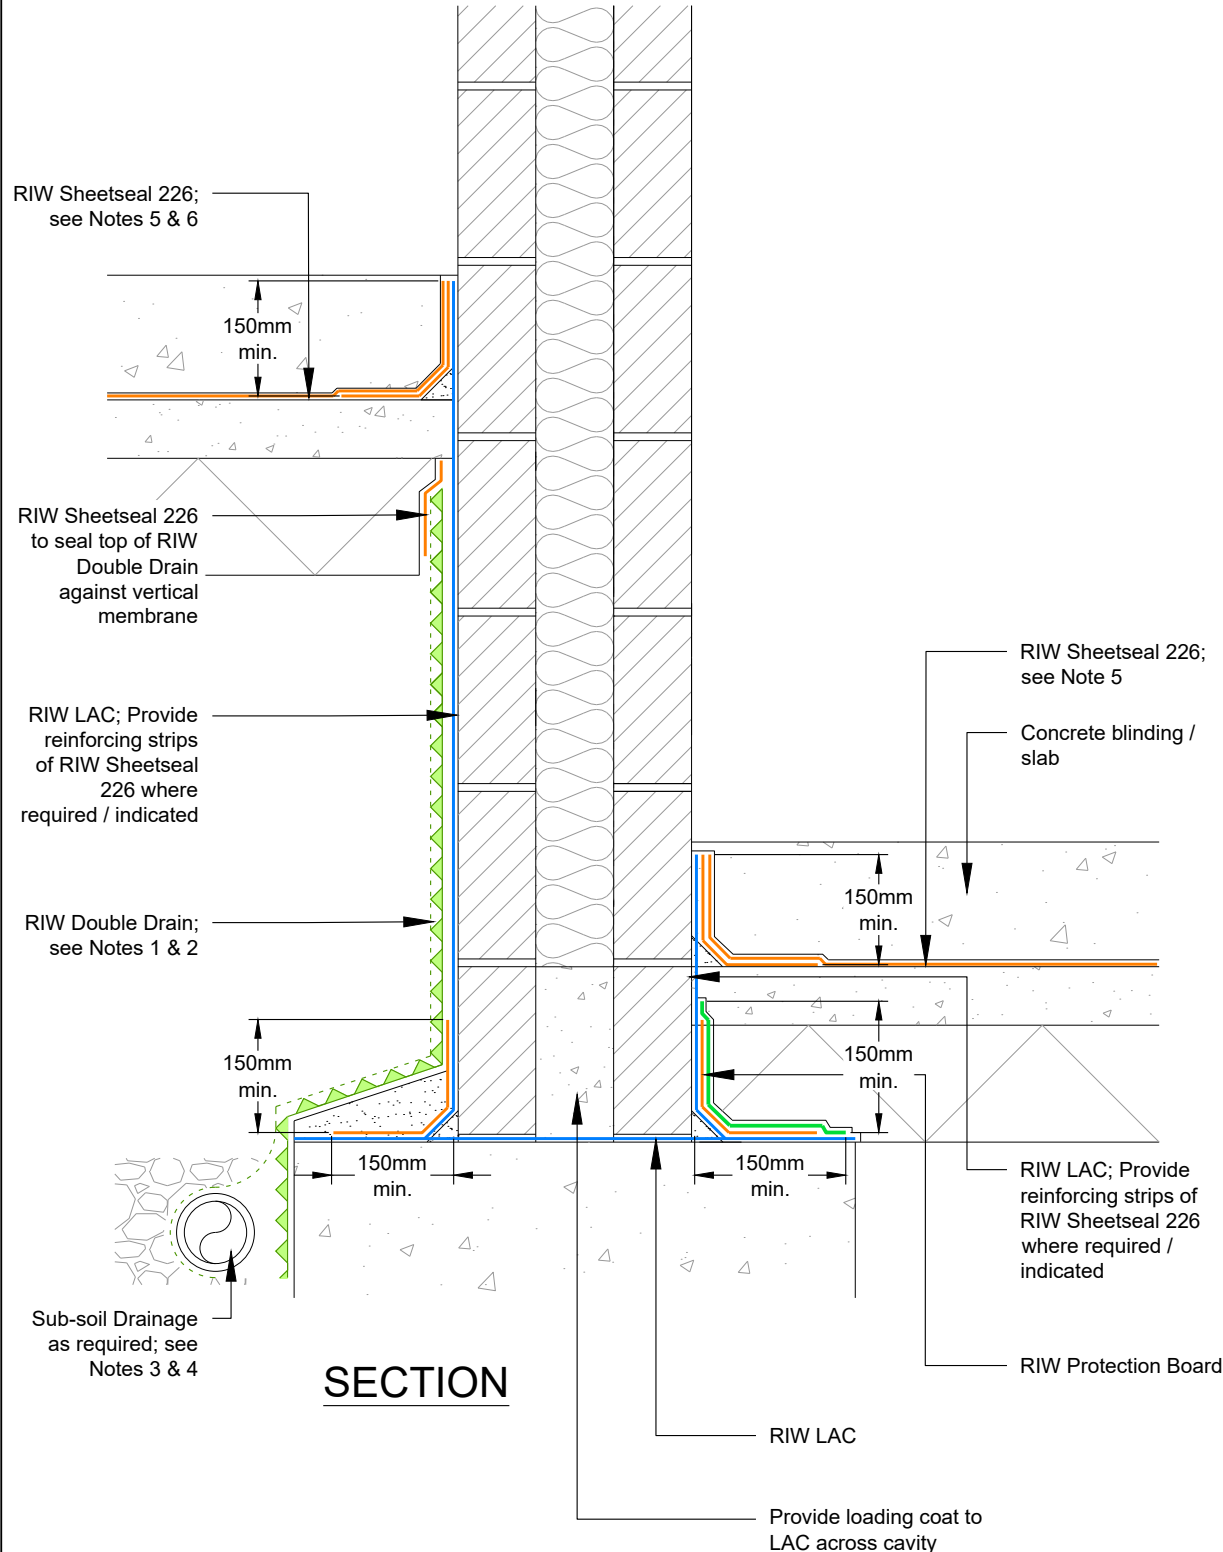 RIW Sheetseal 226;
see Notes 5 & 6
150mm
min.
RIW Sheetseal 226
to seal top of RIW
Double Drain
against vertical
membrane
RIW LAC; Provide
reinforcing strips
of RIW Sheetseal
226 where
required / indicated
RIW Double Drain;
see Notes 1 & 2
150mm
min.
150mm
min.
Sub-soil Drainage
as required; see
Notes 3 & 4
SECTION
RIW Sheetseal 226;
see Note 5
Concrete blinding /
slab
150mm
min.
150mm
min.
150mm
min.
RIW LAC; Provide
reinforcing strips of
RIW Sheetseal 226
where required /
indicated
RIW Protection Board
RIW LAC
Provide loading coat to
LAC across cavity